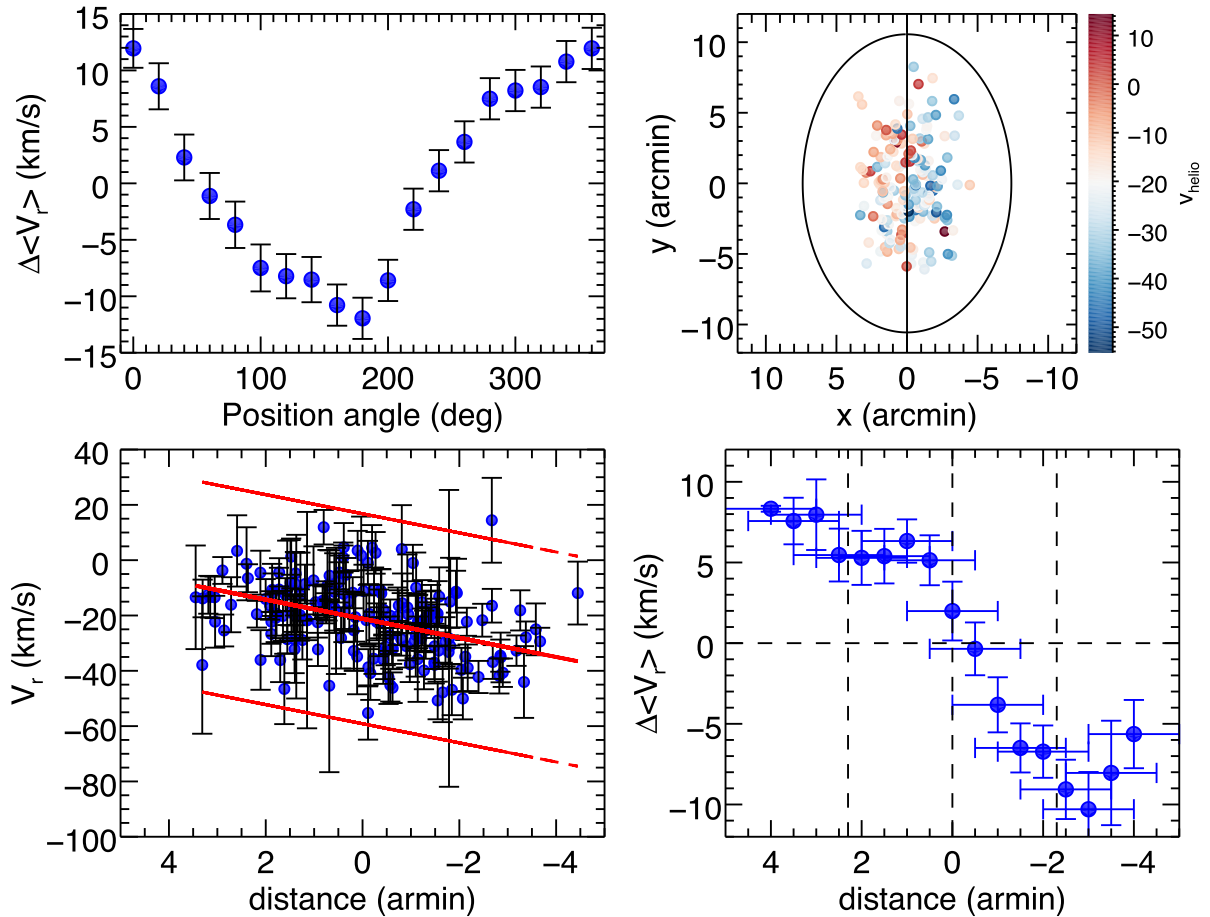 15
10
5
0
−5
−10
−15
Δ<V_r> (km/s)
0 100 200 300
Position angle (deg)
10
5
0
−5
−10
y (arcmin)
10 5 0 −5 −10
x (arcmin)
10
0
−10
−20
−30
−40
−50
v_helio
40
20
0
−20
−40
−60
−80
−100
V_r (km/s)
4 2 0 −2 −4
distance (armin)
10
5
0
−5
−10
Δ<V_r> (km/s)
4 2 0 −2 −4
distance (armin)